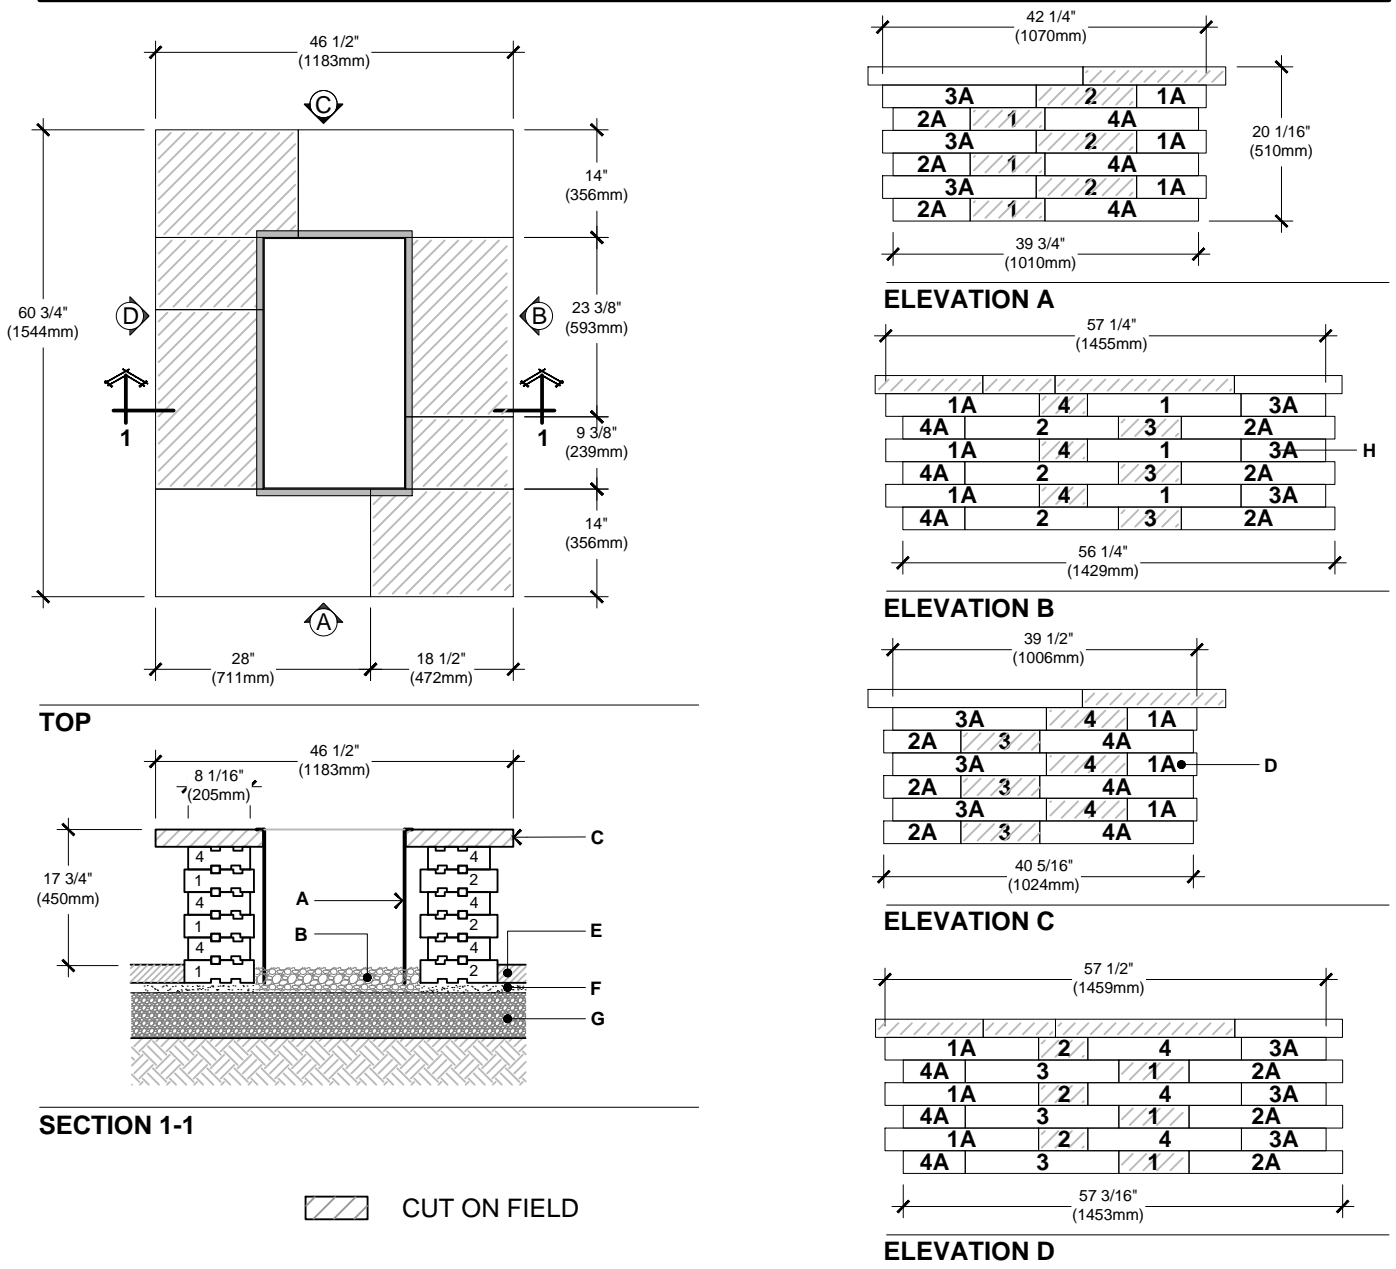 46 1/2"
(1183mm)
C
14"
(356mm)
60 3/4"
(1544mm)
D
B
23 3/8"
(593mm)
1
1
9 3/8"
(239mm)
14"
(356mm)
A
28"
(711mm)
18 1/2"
(472mm)
TOP
46 1/2"
(1183mm)
8 1/16"
(205mm)
17 3/4"
(450mm)
C
4 4
1 2
4 4
1 2
4 4
1 2
A
B
E
F
G
SECTION 1-1
CUT ON FIELD
42 1/4"
(1070mm)
3A 2 1A
2A 1 4A
3A 2 1A
2A 1 4A
3A 2 1A
2A 1 4A
20 1/16"
(510mm)
39 3/4"
(1010mm)
ELEVATION A
57 1/4"
(1455mm)
1A 4 1 3A
4A 2 3 2A
1A 4 1 3A H
4A 2 3 2A
1A 4 1 3A
4A 2 3 2A
56 1/4"
(1429mm)
ELEVATION B
39 1/2"
(1006mm)
3A 4 1A
2A 3 4A
3A 4 1A D
2A 3 4A
3A 4 1A
2A 3 4A
40 5/16"
(1024mm)
ELEVATION C
57 1/2"
(1459mm)
1A 2 4 3A
4A 3 1 2A
1A 2 4 3A
4A 3 1 2A
1A 2 4 3A
4A 3 1 2A
57 3/16"
(1453mm)
ELEVATION D